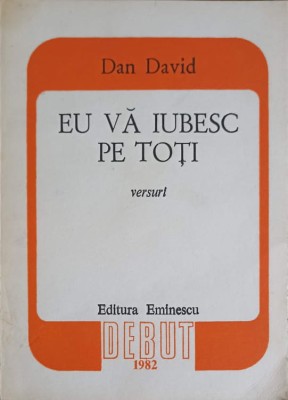 Dan David
EU VĂ IUBESC
PE TOŢI
versuri
Editura Eminescu
DEBUT
1982